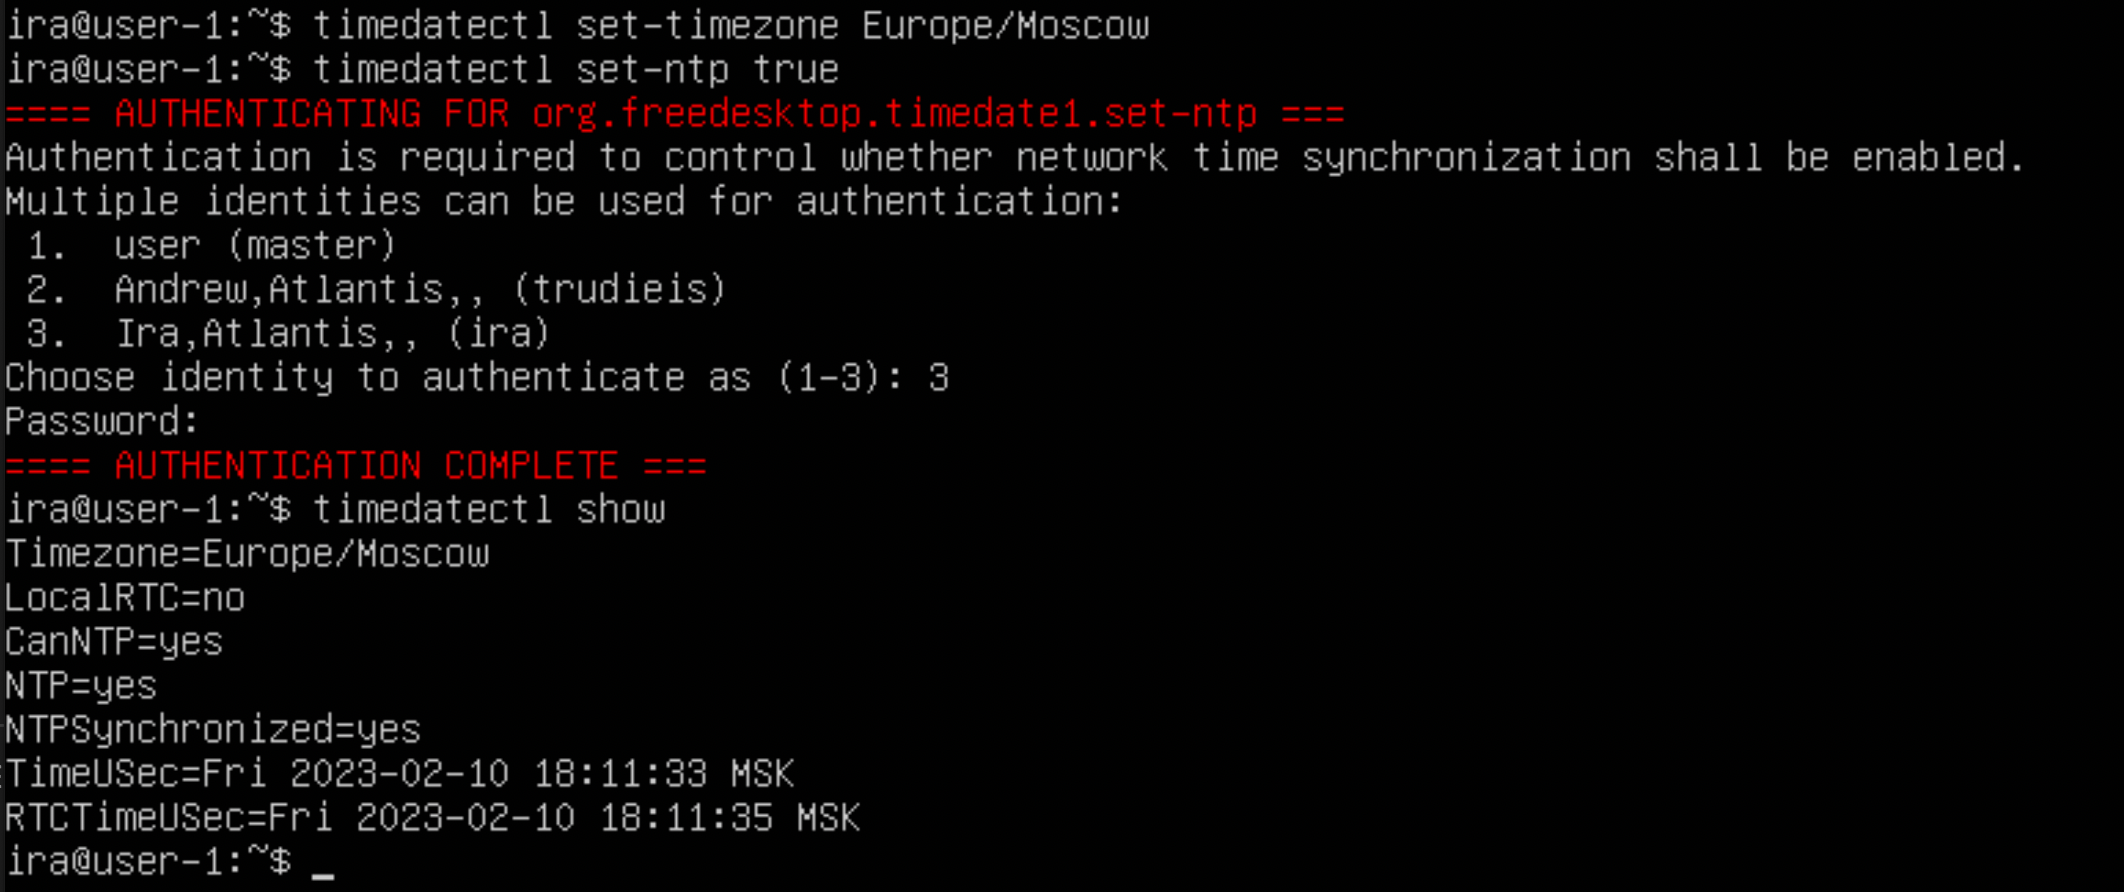 ira@user-1:~$ timedatectl set-timezone Europe/Moscow
ira@user-1:~$ timedatectl set-ntp true
==== AUTHENTICATING FOR org.freedesktop.timedate1.set-ntp ===
Authentication is required to control whether network time synchronization shall be enabled.
Multiple identities can be used for authentication:
 1.  user (master)
 2.  Andrew,Atlantis,, (trudieis)
 3.  Ira,Atlantis,, (ira)
Choose identity to authenticate as (1-3): 3
Password:
==== AUTHENTICATION COMPLETE ===
ira@user-1:~$ timedatectl show
Timezone=Europe/Moscow
LocalRTC=no
CanNTP=yes
NTP=yes
NTPSynchronized=yes
TimeUSec=Fri 2023-02-10 18:11:33 MSK
RTCTimeUSec=Fri 2023-02-10 18:11:35 MSK
ira@user-1:~$ _